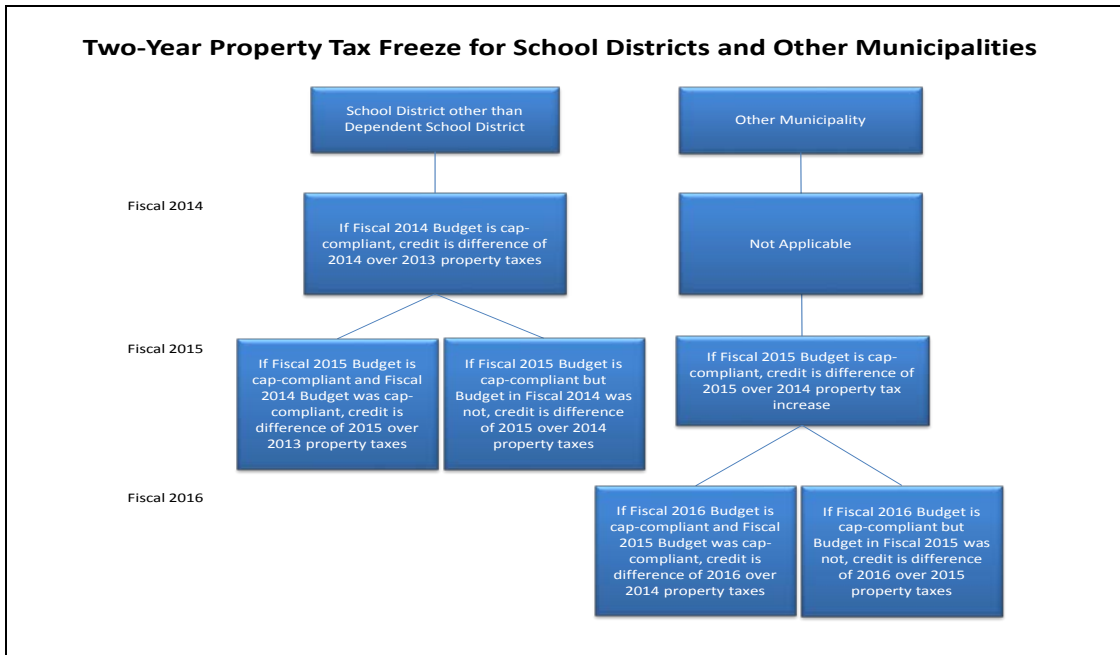 Two-Year Property Tax Freeze for School Districts and Other Municipalities
School District other than
Dependent School District
Other Municipality
Fiscal 2014
If Fiscal 2014 Budget is cap-
compliant, credit is difference of
2014 over 2013 property taxes
Not Applicable
Fiscal 2015
If Fiscal 2015 Budget is
cap-compliant and Fiscal
2014 Budget was cap-
compliant, credit is
difference of 2015 over
2013 property taxes
If Fiscal 2015 Budget is
cap-compliant but
Budget in Fiscal 2014 was
not, credit is difference
of 2015 over 2014
property taxes
If Fiscal 2015 Budget is cap-
compliant, credit is difference of
2015 over 2014 property tax
increase
Fiscal 2016
If Fiscal 2016 Budget is
cap-compliant and Fiscal
2015 Budget was cap-
compliant, credit is
difference of 2016 over
2014 property taxes
If Fiscal 2016 Budget is
cap-compliant but
Budget in Fiscal 2015 was
not, credit is difference
of 2016 over 2015
property taxes